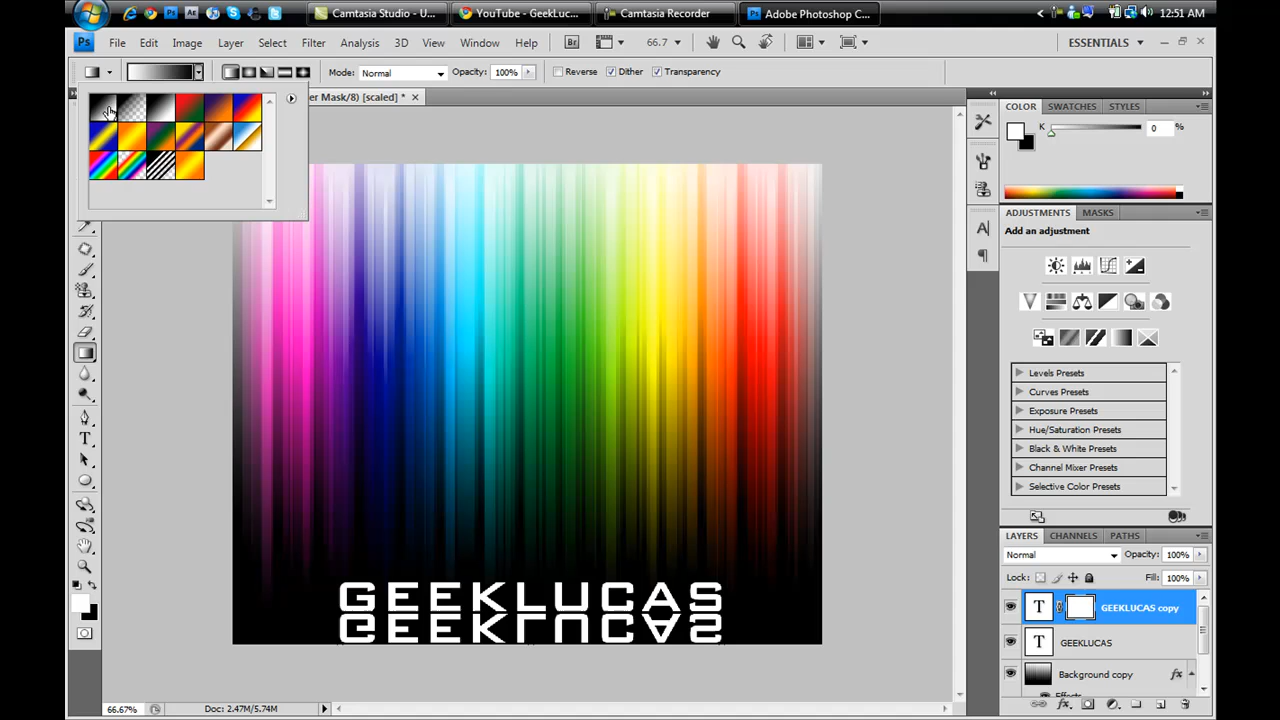 Camtasia Studio - U...
YouTube - GeekLuc...
Camtasia Recorder
Adobe Photoshop C...
12:51 AM
Ps File Edit Image Layer Select Filter Analysis 3D View Window Help Br 66.7 ESSENTIALS
Mode: Normal Opacity: 100% Reverse Dither Transparency
er Mask/8) [scaled] *
COLOR SWATCHES STYLES
K 0 %
ADJUSTMENTS MASKS
Add an adjustment
Levels Presets
Curves Presets
Exposure Presets
Hue/Saturation Presets
Black & White Presets
Channel Mixer Presets
Selective Color Presets
LAYERS CHANNELS PATHS
Normal Opacity: 100%
Lock: Fill: 100%
T GEEKLUCAS copy
T GEEKLUCAS
Background copy fx
Effects
GEEKLUCAS
GEEKLUCAS
66.67% Doc: 2.47M/5.74M